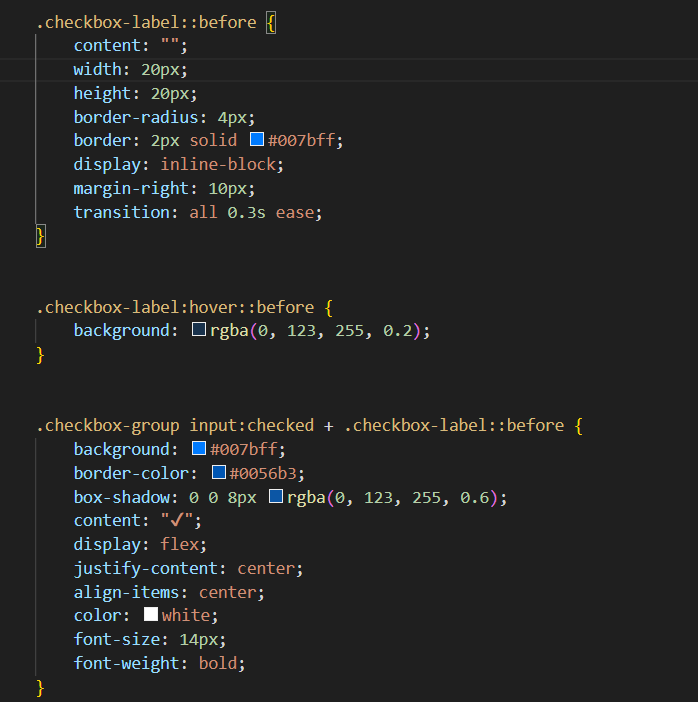 .checkbox-label::before {
    content: "";
    width: 20px;
    height: 20px;
    border-radius: 4px;
    border: 2px solid #007bff;
    display: inline-block;
    margin-right: 10px;
    transition: all 0.3s ease;
}
.checkbox-label:hover::before {
    background: rgba(0, 123, 255, 0.2);
}
.checkbox-group input:checked + .checkbox-label::before {
    background: #007bff;
    border-color: #0056b3;
    box-shadow: 0 0 8px rgba(0, 123, 255, 0.6);
    content: "✔";
    display: flex;
    justify-content: center;
    align-items: center;
    color: white;
    font-size: 14px;
    font-weight: bold;
}